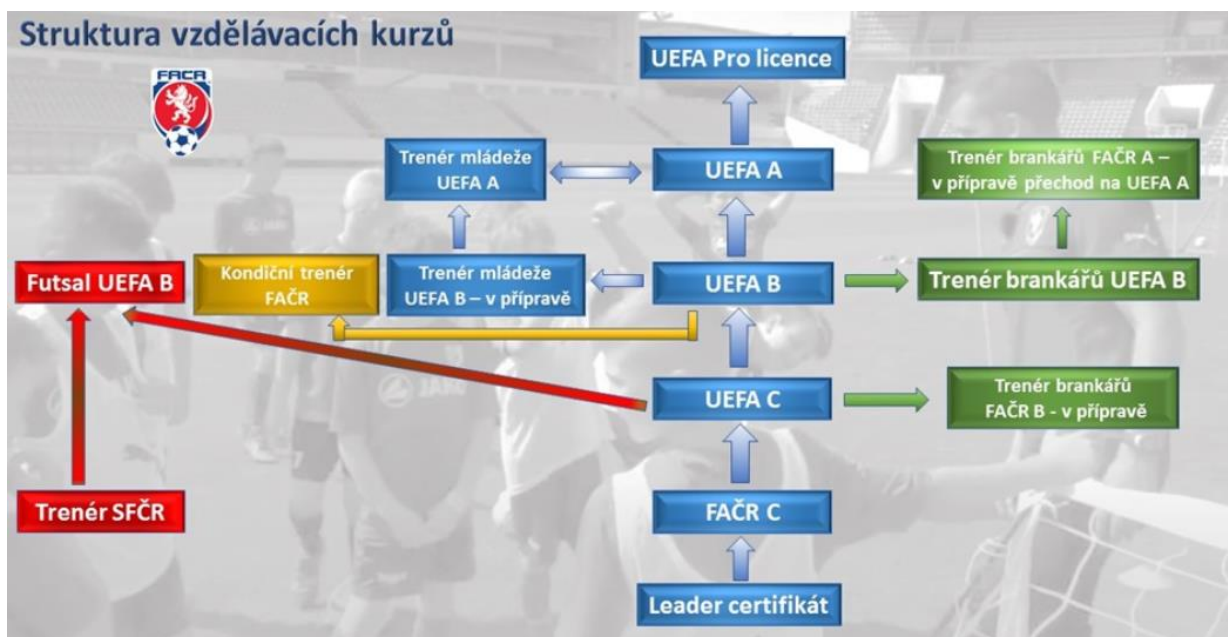 Struktura vzdělávacích kurzů
FACR
UEFA Pro licence
Trenér mládeže
UEFA A
UEFA A
Trenér brankářů FAČR A –
v přípravě přechod na UEFA A
Futsal UEFA B
Kondiční trenér
FAČR
Trenér mládeže
UEFA B – v přípravě
UEFA B
Trenér brankářů UEFA B
UEFA C
Trenér brankářů
FAČR B - v přípravě
Trenér SFČR
FAČR C
Leader certifikát